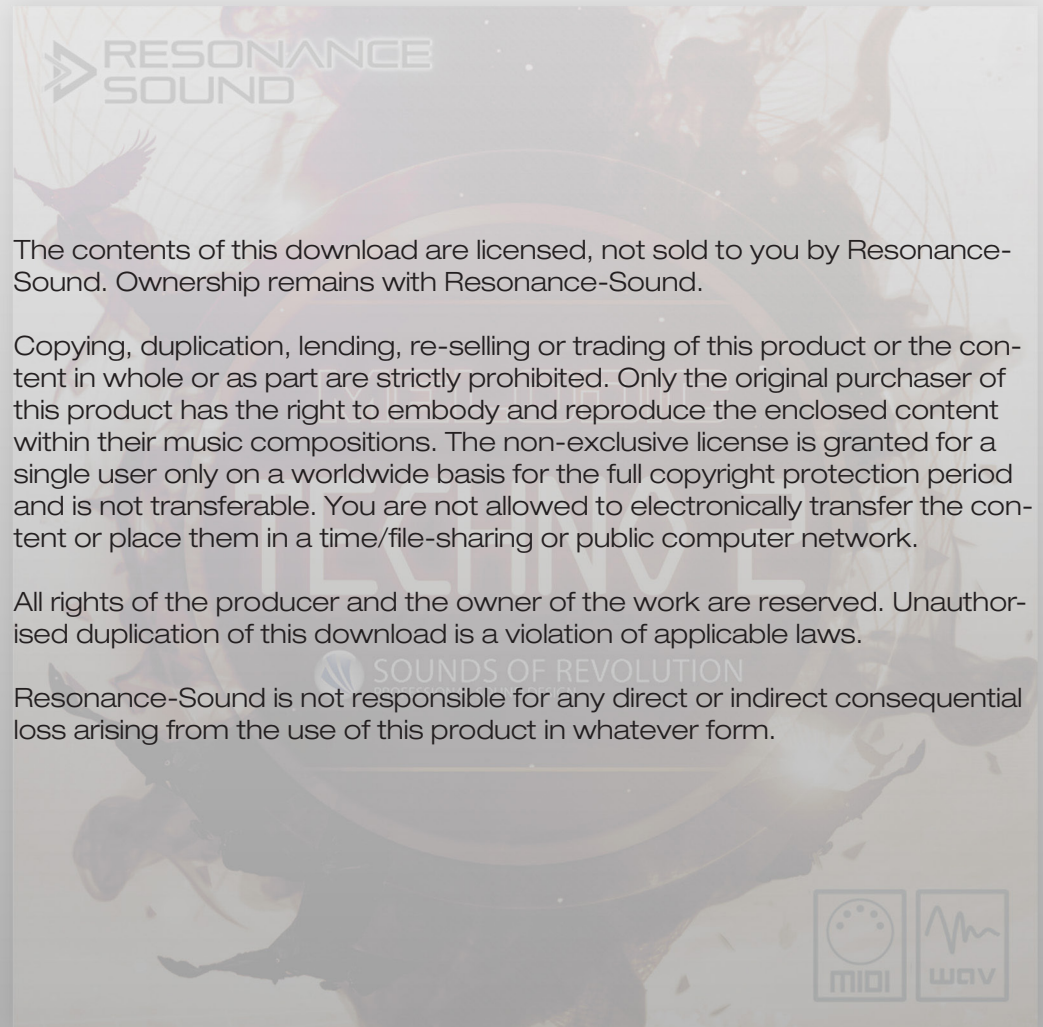 RESONANCE
SOUND
The contents of this download are licensed, not sold to you by Resonance-
Sound. Ownership remains with Resonance-Sound.
Copying, duplication, lending, re-selling or trading of this product or the con-
tent in whole or as part are strictly prohibited. Only the original purchaser of
this product has the right to embody and reproduce the enclosed content
within their music compositions. The non-exclusive license is granted for a
single user only on a worldwide basis for the full copyright protection period
and is not transferable. You are not allowed to electronically transfer the con-
TECHNO 2
tent or place them in a time/file-sharing or public computer network.
All rights of the producer and the owner of the work are reserved. Unauthor-
ised duplication of this download is a violation of applicable laws.
SOUNDS OF REVOLUTION
Resonance-Sound is not responsible for any direct or indirect consequential
loss arising from the use of this product in whatever form.
MIDI
wav